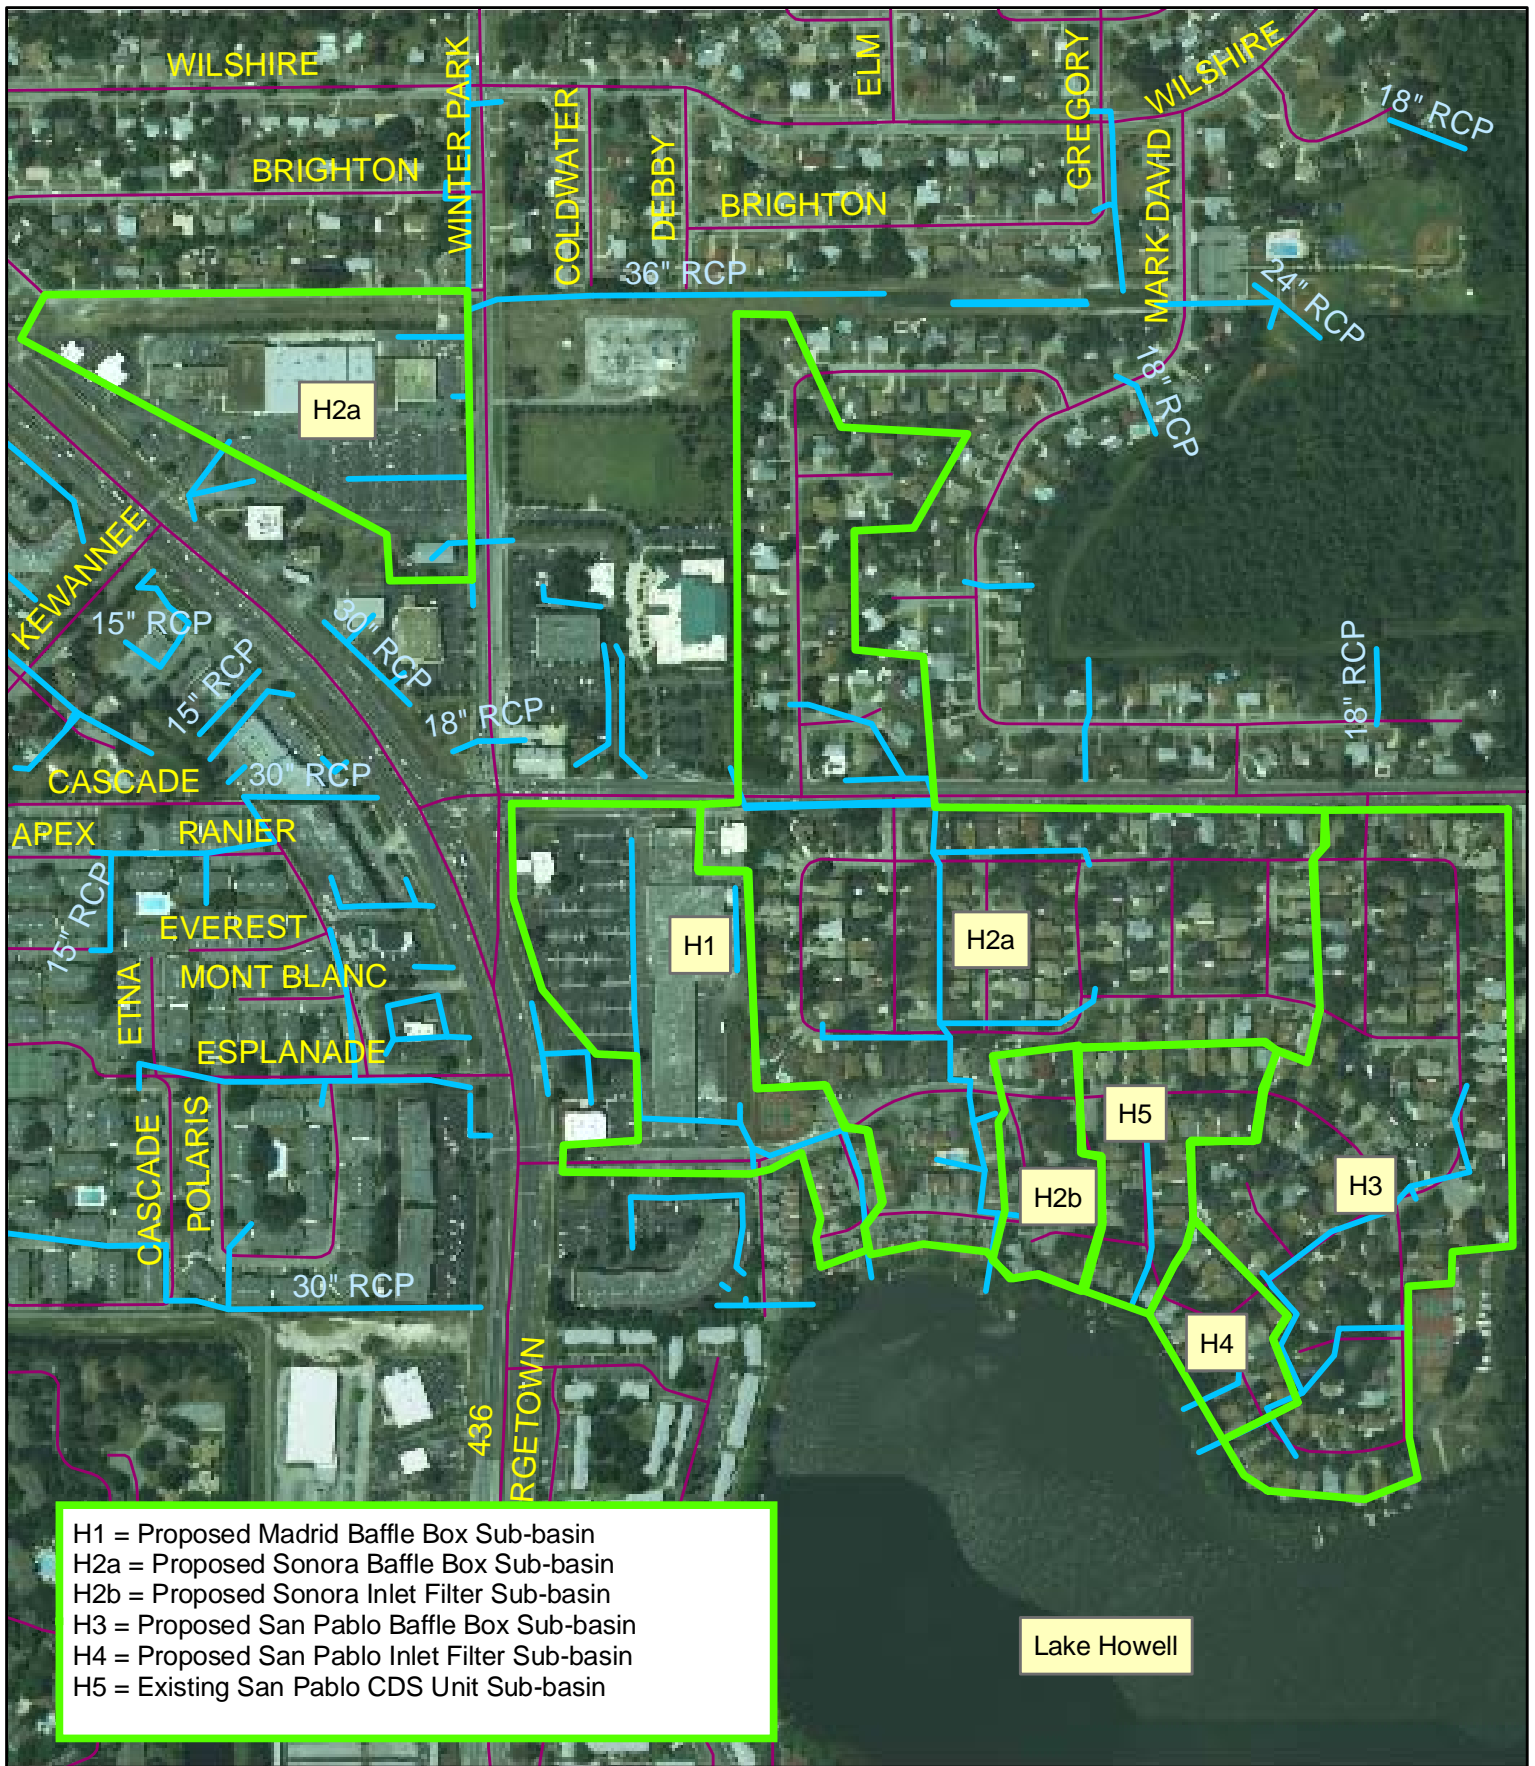 WILSHIRE
WINTER PARK
ELM
GREGORY
WILSHIRE
18" RCP
COLDWATER
DEBBY
MARK DAVID
BRIGHTON
BRIGHTON
36" RCP
24" RCP
18" RCP
H2a
KEWANNEE
15" RCP
30" RCP
15" RCP
18" RCP
18" RCP
CASCADE
30" RCP
APEX
RANIER
15" RCP
EVEREST
H1
H2a
ETNA
MONT BLANC
ESPLANADE
CASCADE
POLARIS
H5
H2b
H3
30" RCP
H4
436
RGETOWN
H1 = Proposed Madrid Baffle Box Sub-basin
H2a = Proposed Sonora Baffle Box Sub-basin
H2b = Proposed Sonora Inlet Filter Sub-basin
H3 = Proposed San Pablo Baffle Box Sub-basin
H4 = Proposed San Pablo Inlet Filter Sub-basin
H5 = Existing San Pablo CDS Unit Sub-basin
Lake Howell